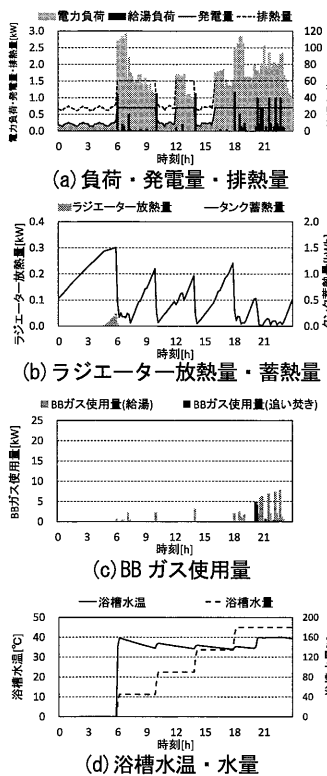 電力負荷 給湯負荷 発電量 排熱量
電力負荷・発電量・排熱量[kW]
3.0
2.5
2.0
1.5
1.0
0.5
0.0
120
100
80
60
40
20
0
0 3 6 9 12 15 18 21
時刻[h]
(a)負荷・発電量・排熱量
ラジエーター放熱量 タンク蓄熱量
ラジエーター放熱量[kW]
0.4
0.3
0.2
0.1
0.0
2.0
1.5
1.0
0.5
0.0
0 3 6 9 12 15 18 21
時刻[h]
(b)ラジエーター放熱量・蓄熱量
BBガス使用量(給湯) BBガス使用量(追い焚き)
BBガス使用量[kW]
25
20
15
10
5
0
0 3 6 9 12 15 18 21
時刻[h]
(c)BBガス使用量
浴槽水温 浴槽水量
浴槽水温[℃]
50
40
30
20
10
0
200
160
120
80
40
0
0 3 6 9 12 15 18 21
時刻[h]
(d)浴槽水温・水量